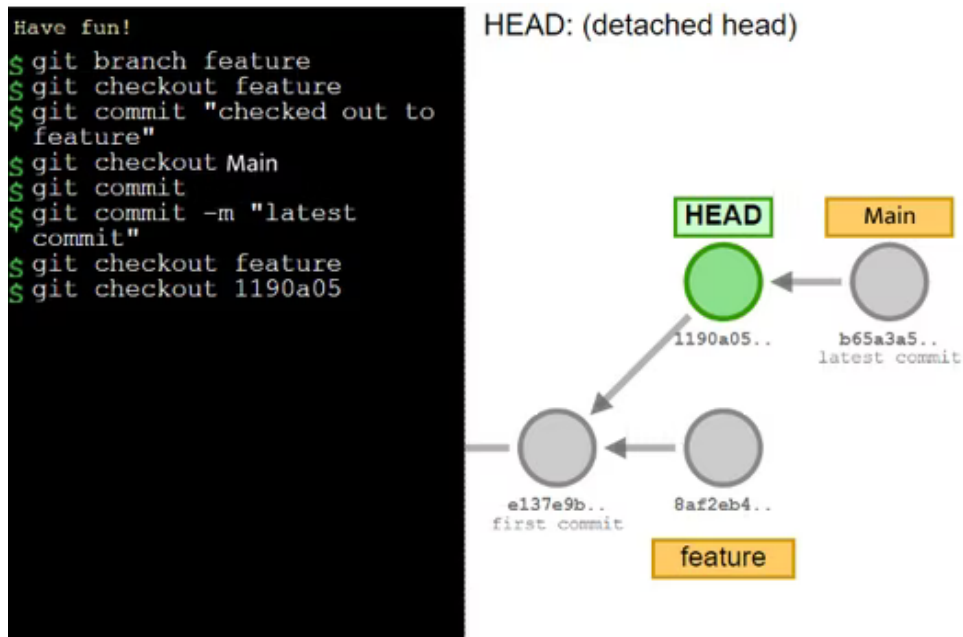 Have fun!
$ git branch feature
$ git checkout feature
$ git commit "checked out to
feature"
$ git checkout Main
$ git commit
$ git commit -m "latest
commit"
$ git checkout feature
$ git checkout 1190a05
HEAD: (detached head)
HEAD
Main
1190a05..
b65a3a5..
latest commit
e137e9b..
first commit
8af2eb4..
feature